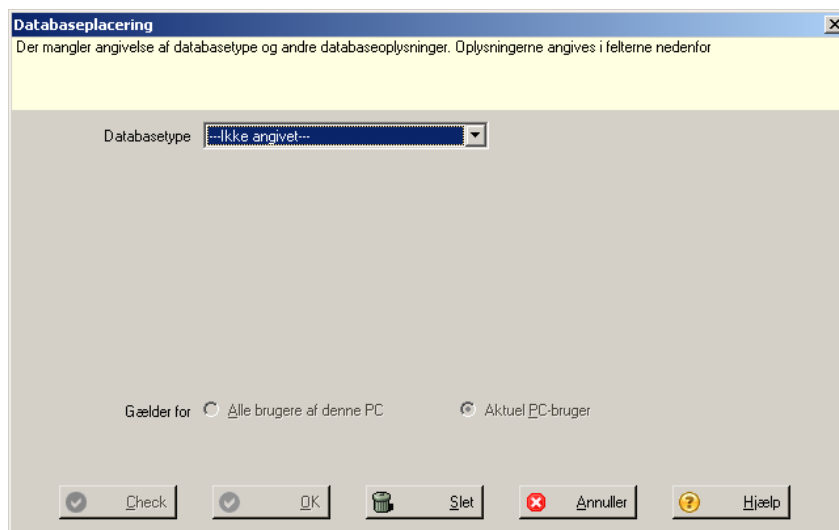 Databaseplacering
Der mangler angivelse af databasetype og andre databaseoplysninger. Oplysningerne angives i felterne nedenfor
Databasetype ---Ikke angivet---
Gælder for Alle brugere af denne PC Aktuel PC-bruger
Check OK Slet Annuller Hjælp